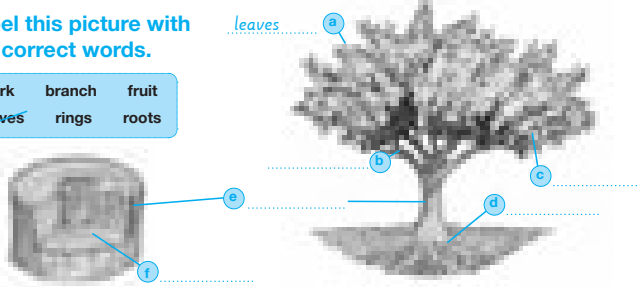 el this picture with
correct words.
leaves
a
rk branch fruit
ves rings roots
b
c
e
d
f